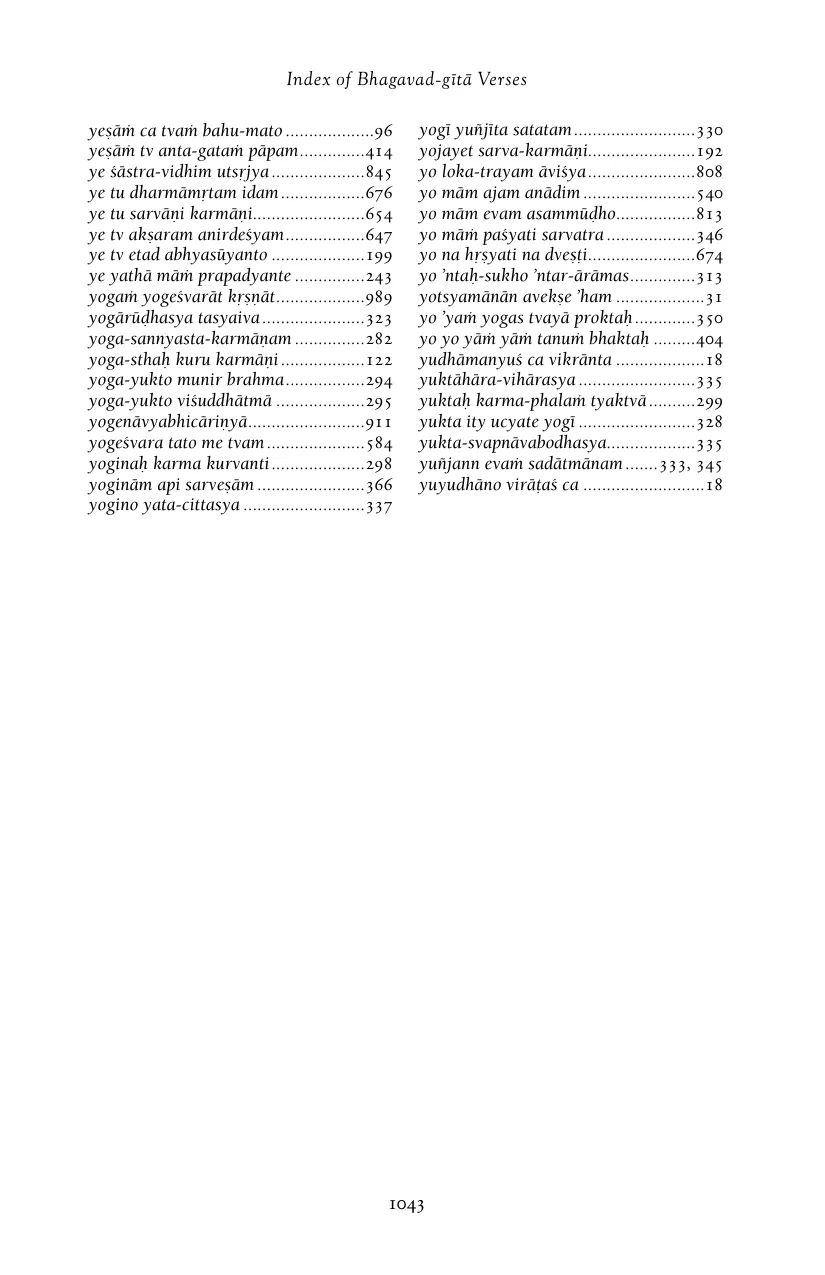 Index of Bhagavad-gītā Verses
yeṣāṁ ca tvaṁ bahu-mato ...................96
yeṣāṁ tv anta-gataṁ pāpam..............414
ye śāstra-vidhim utsṛjya ....................845
ye tu dharmāmṛtam idam ..................676
ye tu sarvāṇi karmāṇi........................654
ye tv akṣaram anirdeśyam.................647
ye tv etad abhyasūyanto ....................199
ye yathā māṁ prapadyante ...............243
yogaṁ yogeśvarāt kṛṣṇāt...................989
yogārūḍhasya tasyaiva ......................323
yoga-sannyasta-karmāṇam ...............282
yoga-sthaḥ kuru karmāṇi ..................122
yoga-yukto munir brahma.................294
yoga-yukto viśuddhātmā ...................295
yogenāvyabhicāriṇyā.........................911
yogeśvara tato me tvam .....................584
yoginaḥ karma kurvanti ....................298
yoginām api sarveṣām .......................366
yogino yata-cittasya ..........................337
yogī yuñjīta satatam..........................330
yojayet sarva-karmāṇi.......................192
yo loka-trayam āviśya.......................808
yo mām ajam anādim ........................540
yo mām evam asammūḍho.................813
yo māṁ paśyati sarvatra ...................346
yo na hṛṣyati na dveṣṭi.......................674
yo ’ntaḥ-sukho ’ntar-ārāmas..............313
yotsyamānān avekṣe ’ham ...................31
yo ’yaṁ yogas tvayā proktaḥ .............350
yo yo yāṁ yāṁ tanuṁ bhaktaḥ .........404
yudhāmanyuś ca vikrānta ...................18
yuktāhāra-vihārasya .........................335
yuktaḥ karma-phalaṁ tyaktvā ..........299
yukta ity ucyate yogī .........................328
yukta-svapnāvabodhasya...................335
yuñjann evaṁ sadātmānam .......333, 345
yuyudhāno virāṭaś ca ..........................18
1043